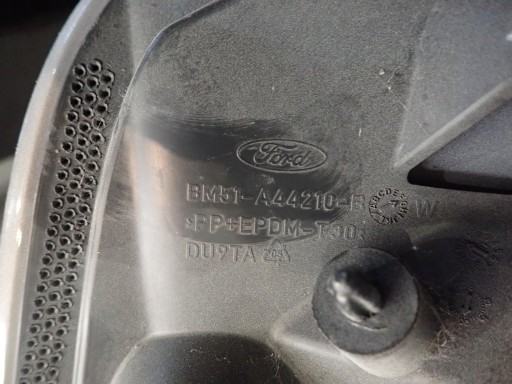 Ford
BM51-A44210-E W
>PP+EPDM-T30<
DU9TA